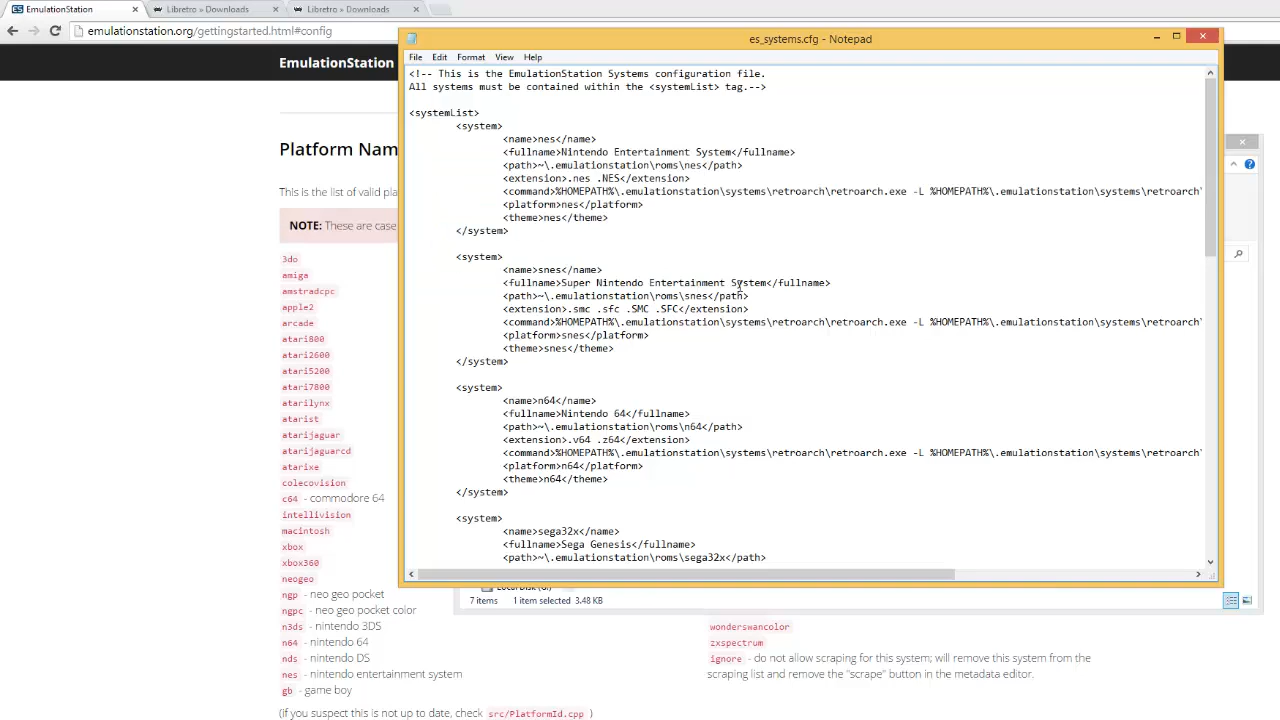 EmulationStation
Libretro » Downloads
Libretro » Downloads
emulationstation.org/gettingstarted.html#config
EmulationStation
Platform Nam
This is the list of valid pla
NOTE: These are case
3do
amiga
amstradcpc
apple2
arcade
atari800
atari2600
atari5200
atari7800
atarilynx
atarist
atarijaguar
atarijaguarcd
atarixe
colecovision
c64 - commodore 64
intellivision
macintosh
xbox
xbox360
neogeo
ngp - neo geo pocket
ngpc - neo geo pocket color
n3ds - nintendo 3DS
n64 - nintendo 64
nds - nintendo DS
nes - nintendo entertainment system
gb - game boy
(if you suspect this is not up to date, check src/PlatformId.cpp )
es_systems.cfg - Notepad
File Edit Format View Help
<!-- This is the EmulationStation Systems configuration file.
All systems must be contained within the <systemList> tag.-->
<systemList>
<system>
<name>nes</name>
<fullname>Nintendo Entertainment System</fullname>
<path>~\.emulationstation\roms\nes</path>
<extension>.nes .NES</extension>
<command>%HOMEPATH%\.emulationstation\systems\retroarch\retroarch.exe -L %HOMEPATH%\.emulationstation\systems\retroarch\
<platform>nes</platform>
<theme>nes</theme>
</system>
<system>
<name>snes</name>
<fullname>Super Nintendo Entertainment System</fullname>
<path>~\.emulationstation\roms\snes</path>
<extension>.smc .sfc .SMC .SFC</extension>
<command>%HOMEPATH%\.emulationstation\systems\retroarch\retroarch.exe -L %HOMEPATH%\.emulationstation\systems\retroarch\
<platform>snes</platform>
<theme>snes</theme>
</system>
<system>
<name>n64</name>
<fullname>Nintendo 64</fullname>
<path>~\.emulationstation\roms\n64</path>
<extension>.v64 .z64</extension>
<command>%HOMEPATH%\.emulationstation\systems\retroarch\retroarch.exe -L %HOMEPATH%\.emulationstation\systems\retroarch\
<platform>n64</platform>
<theme>n64</theme>
</system>
<system>
<name>sega32x</name>
<fullname>Sega Genesis</fullname>
<path>~\.emulationstation\roms\sega32x</path>
7 items 1 item selected 3.48 KB
wonderswancolor
zxspectrum
ignore - do not allow scraping for this system; will remove this system from the
scraping list and remove the "scrape" button in the metadata editor.